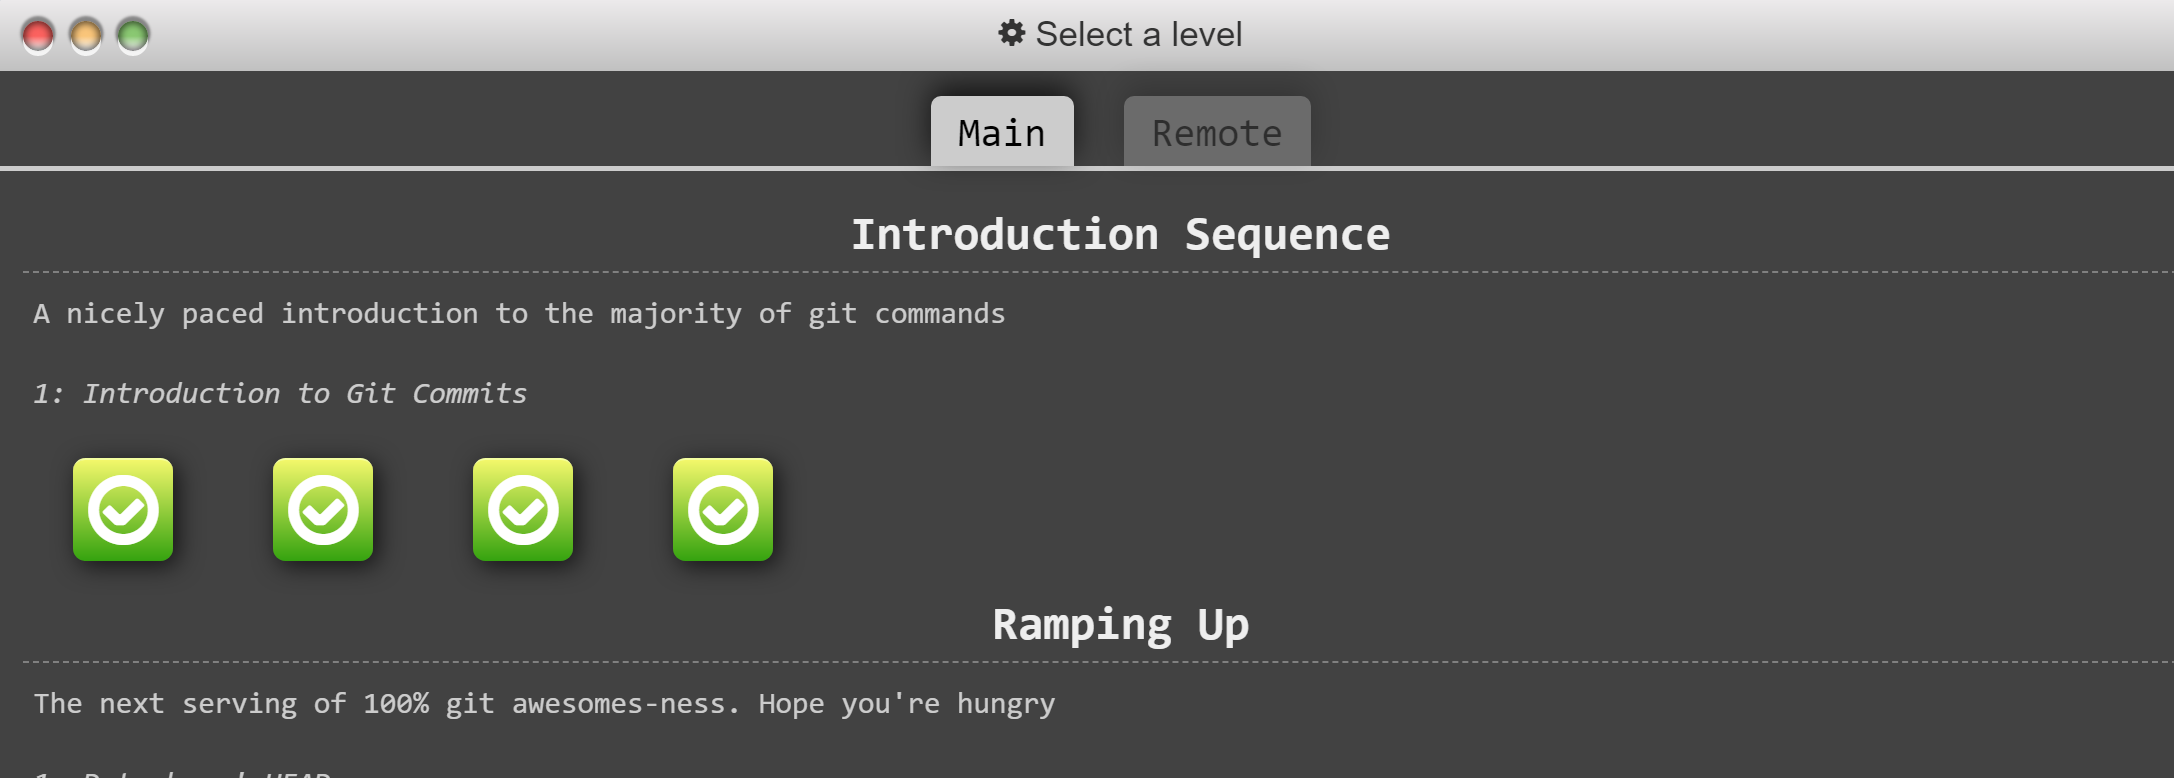 Select a level
Main Remote
Introduction Sequence
A nicely paced introduction to the majority of git commands
1: Introduction to Git Commits
Ramping Up
The next serving of 100% git awesomes-ness. Hope you're hungry